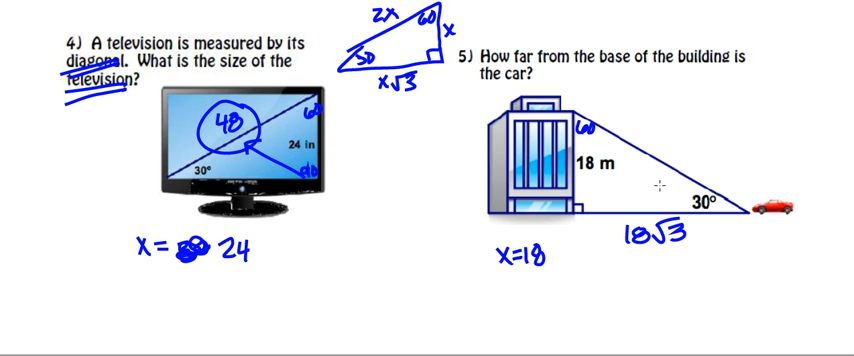 4) A television is measured by its
diagonal. What is the size of the
television?
48
60
24 in
30°
90
x = 24
2x
60
x
30
x√3
5) How far from the base of the building is
the car?
60
18 m
30°
18√3
x=18